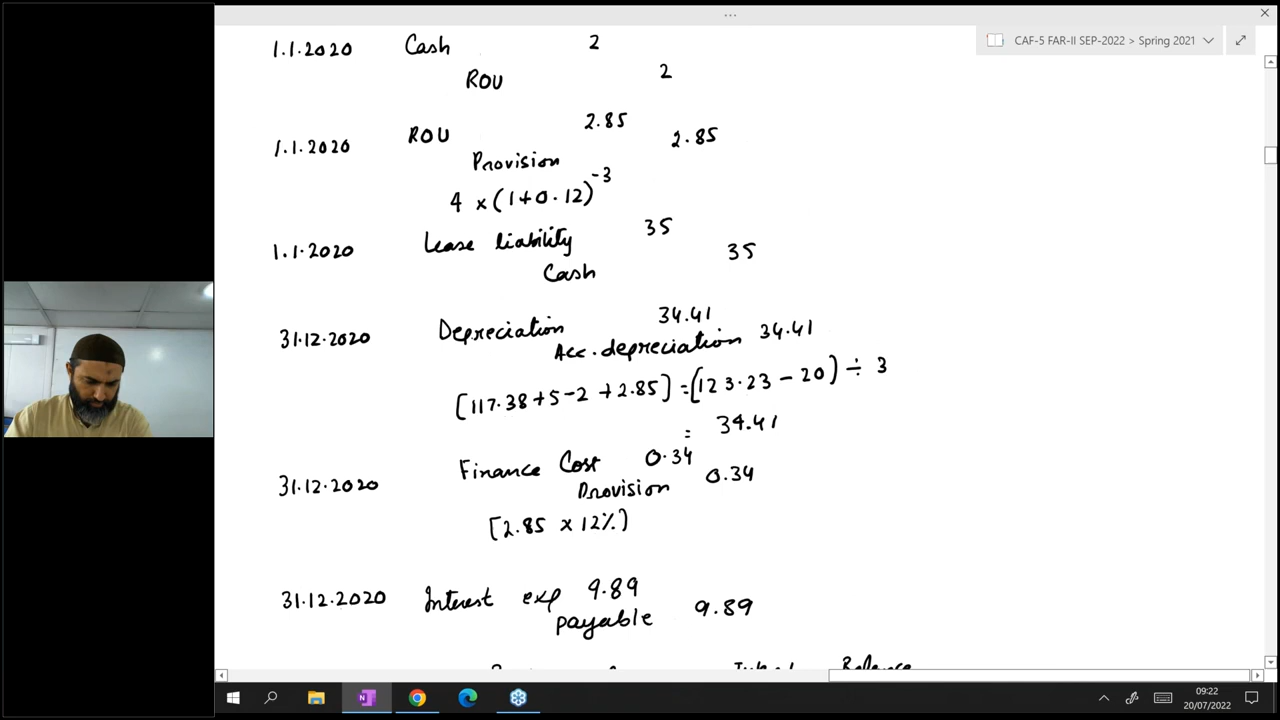 CAF-5 FAR-II SEP-2022 > Spring 2021
1.1.2020 Cash 2
ROU 2
1.1.2020 ROU 2.85
Provision 2.85
4 × (1+0.12)^-3
1.1.2020 Lease liability 35
Cash 35
31.12.2020 Depreciation 34.41
Acc. depreciation 34.41
[117.38+5-2+2.85] = (123.23-20) ÷ 3
= 34.41
31.12.2020 Finance Cost 0.34
Provision 0.34
[2.85 × 12%]
31.12.2020 Interest exp 9.89
payable 9.89
Balance
09:22
20/07/2022